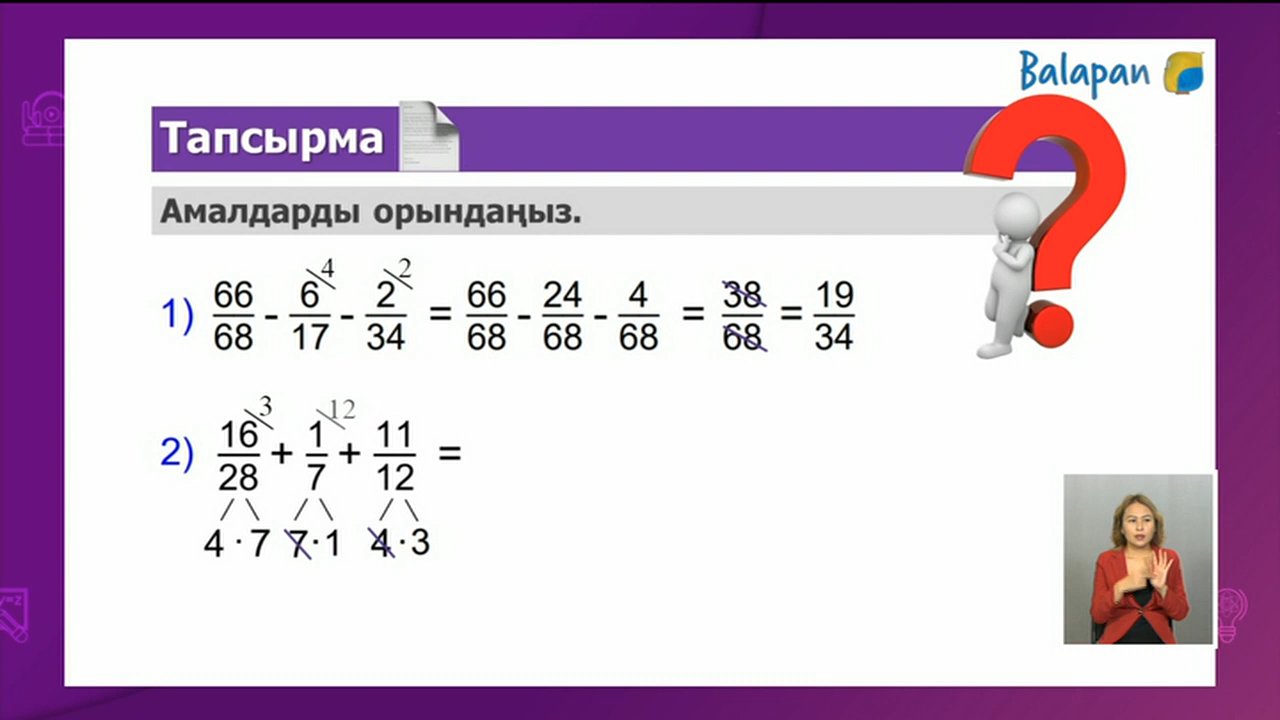 Balapan
Тапсырма
Амалдарды орындаңыз.
1) 66/68 - 6/17 \4 - 2/34 \2 = 66/68 - 24/68 - 4/68 = 38/68 = 19/34
2) 16/28 \3 + 1/7 \12 + 11/12 =
4 · 7 7 · 1 4 · 3